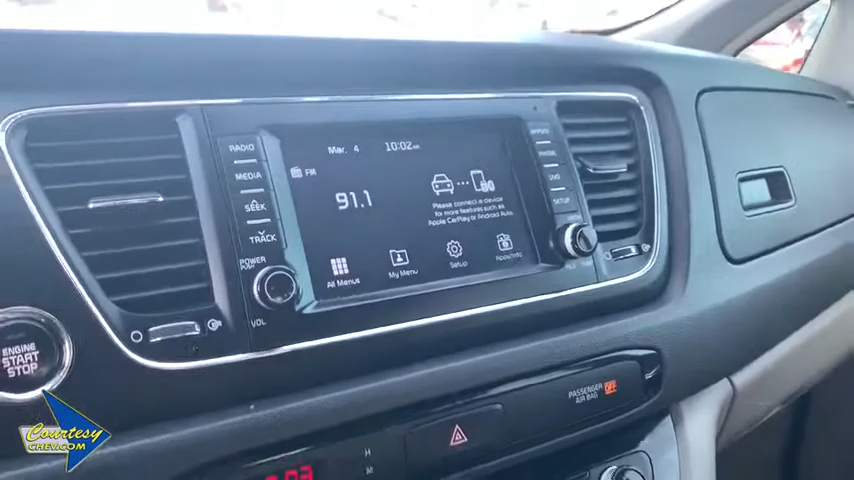 RADIO
MEDIA
SEEK
TRACK
POWER
VOL
Mar. 4 10:02 AM
FM
91.1
Please connect a device
for more features, such as
Apple CarPlay or Android Auto.
All Menus
My Menu
Setup
Apps/Info
PHONE
UVO
SETUP
FILE
ENGINE
START
STOP
PASSENGER
AIR BAG
OFF
H
M
Courtesy
CHEV.COM